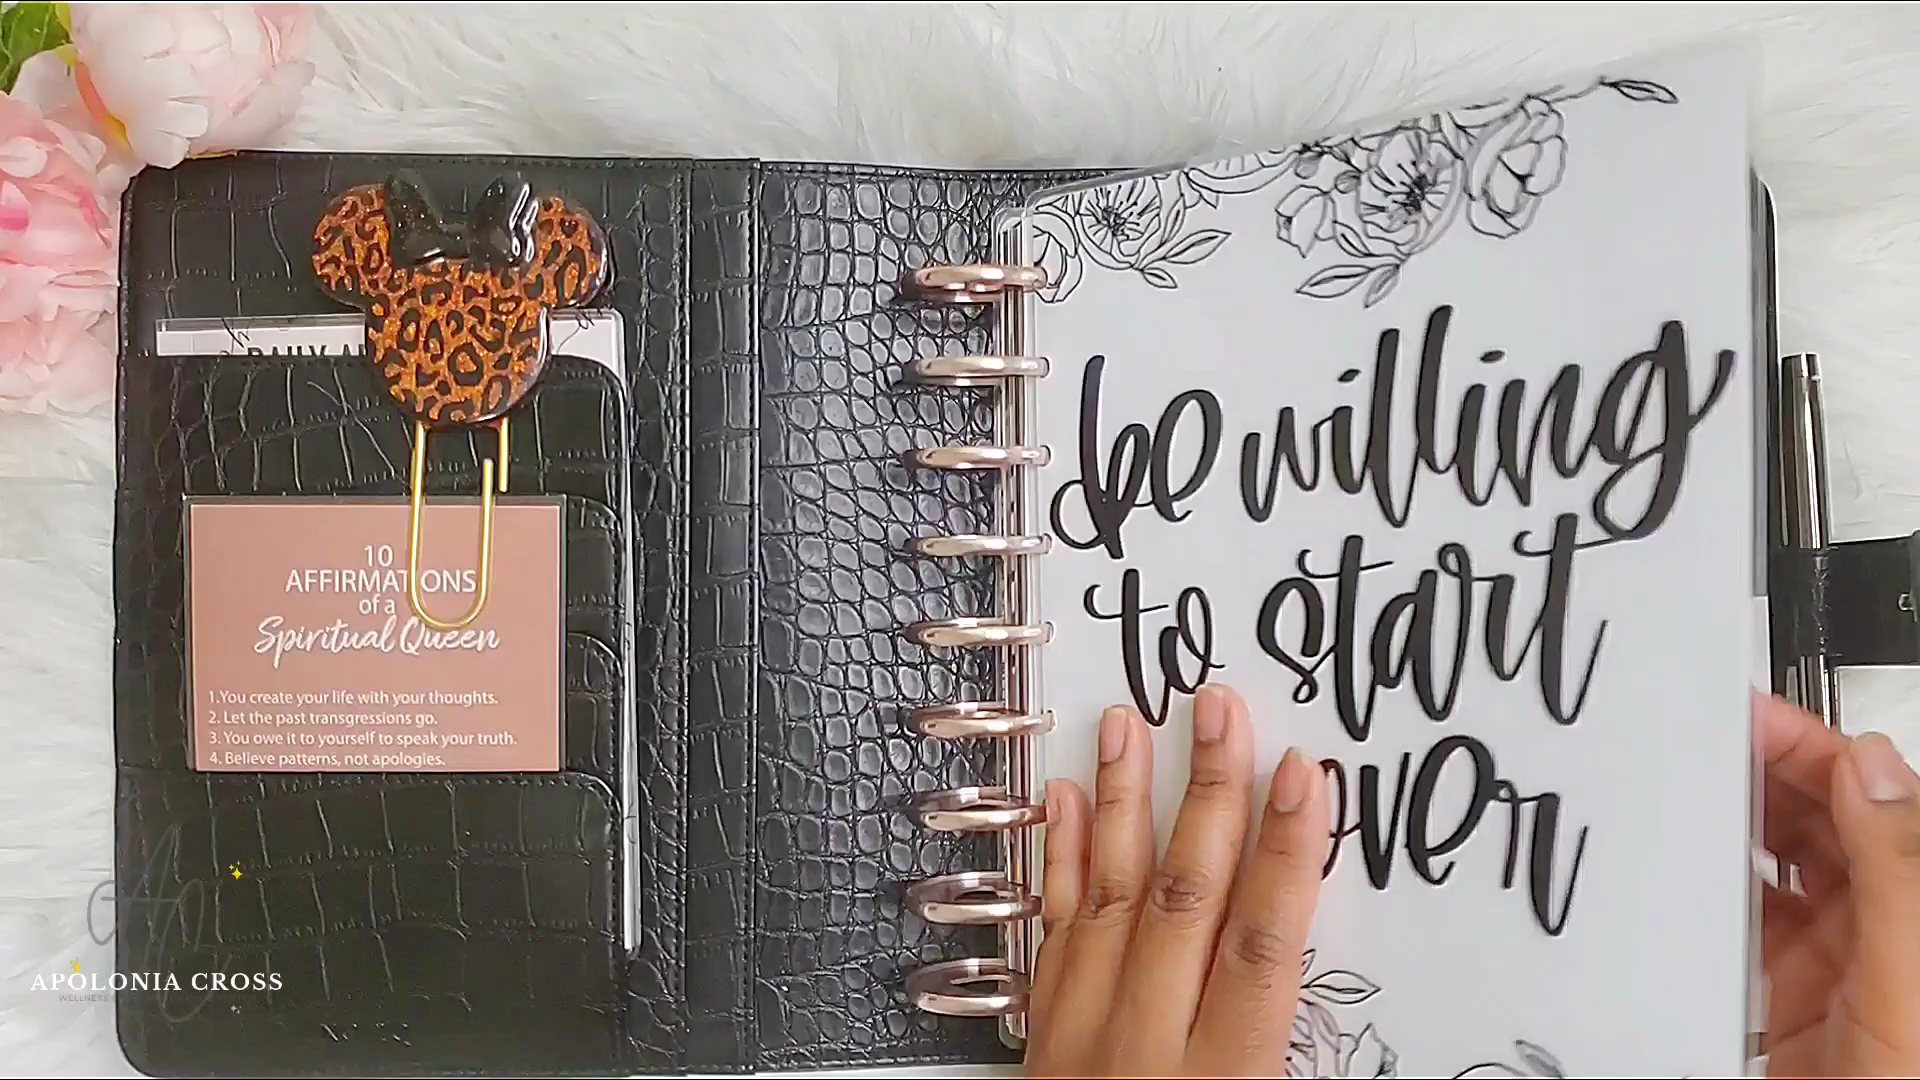 DAILY
10
AFFIRMATIONS
of a
Spiritual Queen
1.You create your life with your thoughts.
2. Let the past transgressions go.
3. You owe it to yourself to speak your truth.
4. Believe patterns, not apologies.
be willing
to start
over
APOLONIA CROSS
WELLNESS